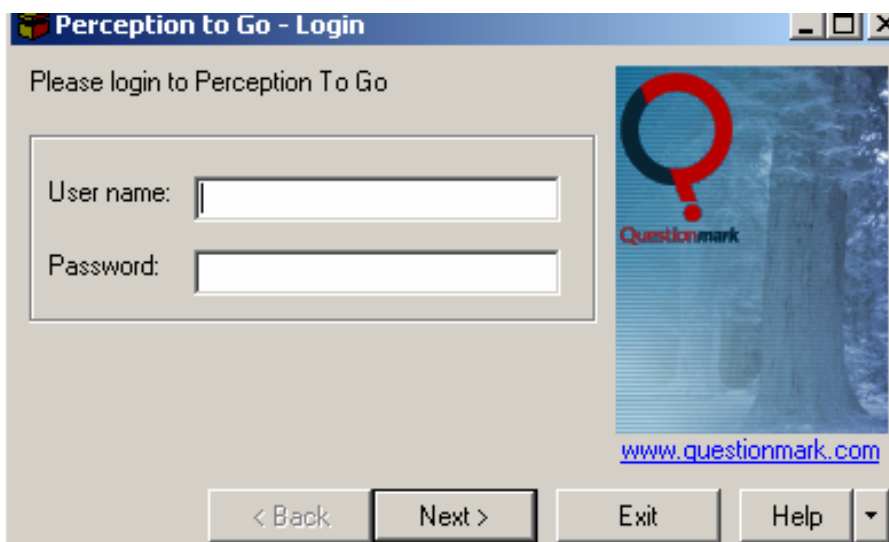 Perception to Go - Login
Please login to Perception To Go
User name:
Password:
Questionmark
www.questionmark.com
< Back
Next >
Exit
Help